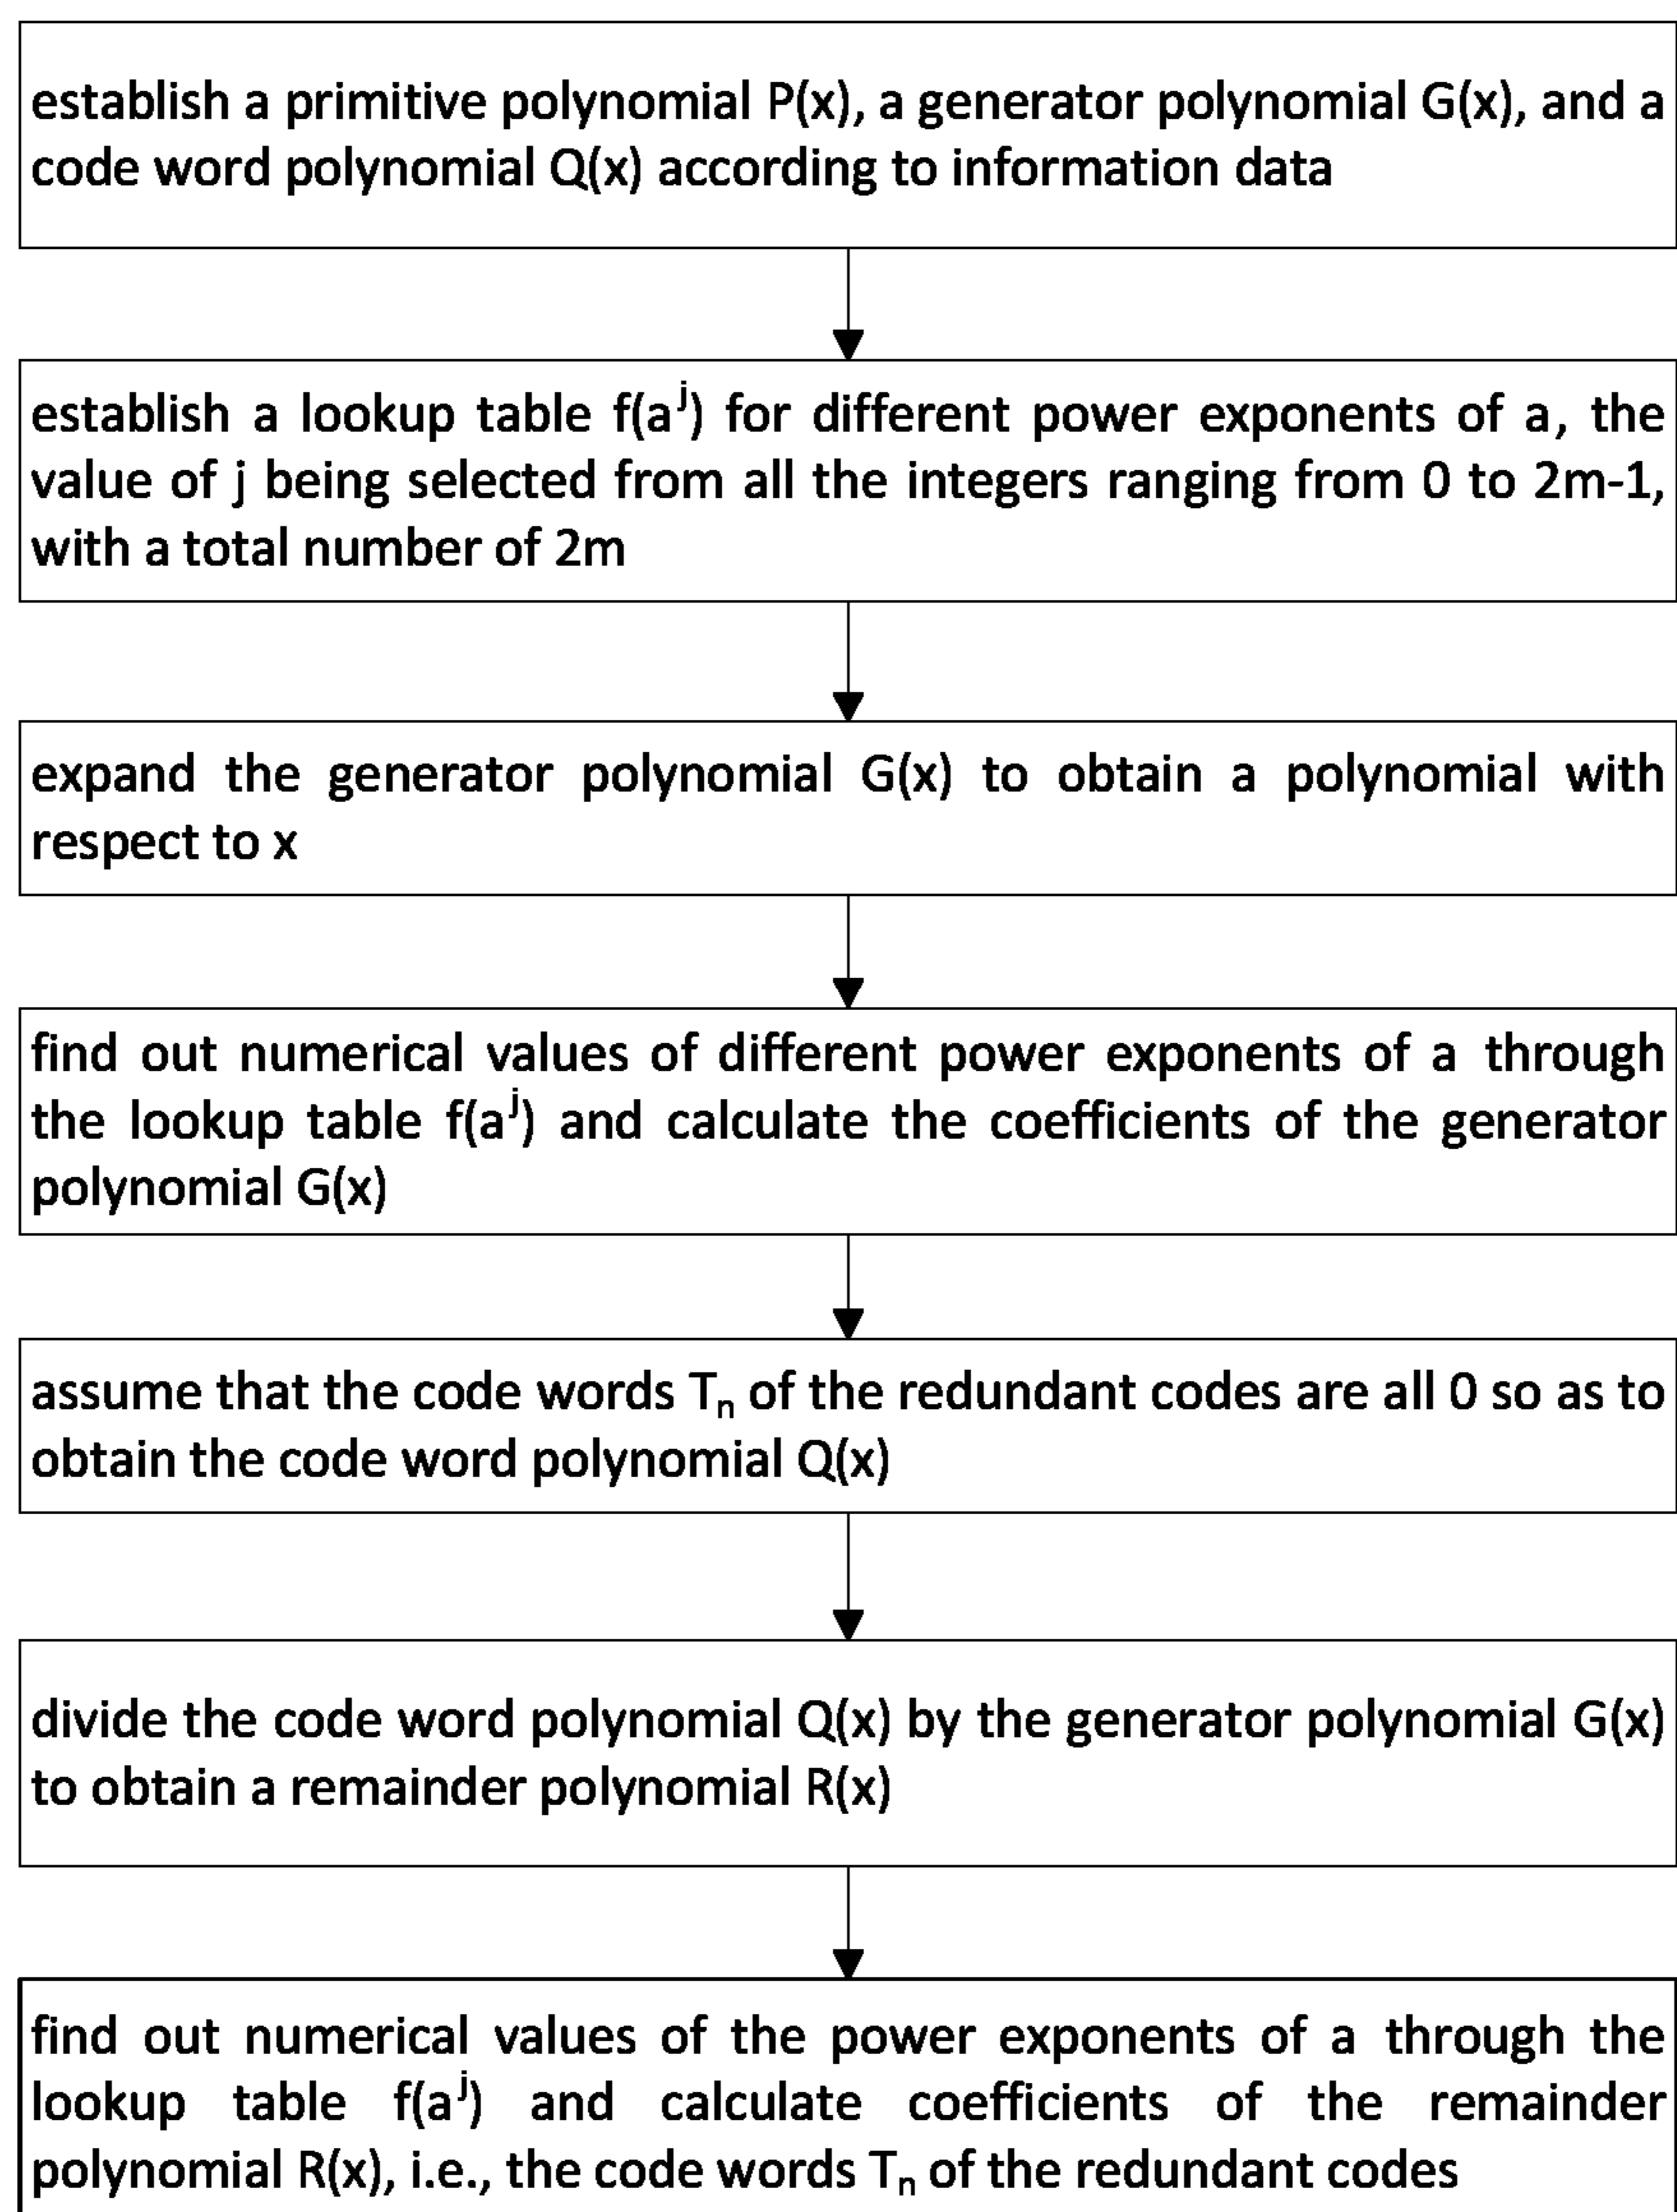 establish a primitive polynomial P(x), a generator polynomial G(x), and a
code word polynomial Q(x) according to information data
establish a lookup table f(a^j) for different power exponents of a, the
value of j being selected from all the integers ranging from 0 to 2m-1,
with a total number of 2m
expand the generator polynomial G(x) to obtain a polynomial with
respect to x
find out numerical values of different power exponents of a through
the lookup table f(a^j) and calculate the coefficients of the generator
polynomial G(x)
assume that the code words T_n of the redundant codes are all 0 so as to
obtain the code word polynomial Q(x)
divide the code word polynomial Q(x) by the generator polynomial G(x)
to obtain a remainder polynomial R(x)
find out numerical values of the power exponents of a through the
lookup table f(a^j) and calculate coefficients of the remainder
polynomial R(x), i.e., the code words T_n of the redundant codes